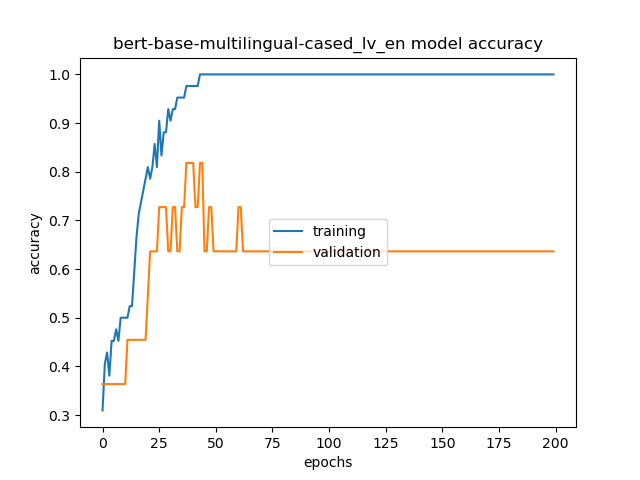 bert-base-multilingual-cased_lv_en model accuracy
accuracy
1.0
0.9
0.8
0.7
0.6
0.5
0.4
0.3
training
validation
0 25 50 75 100 125 150 175 200
epochs